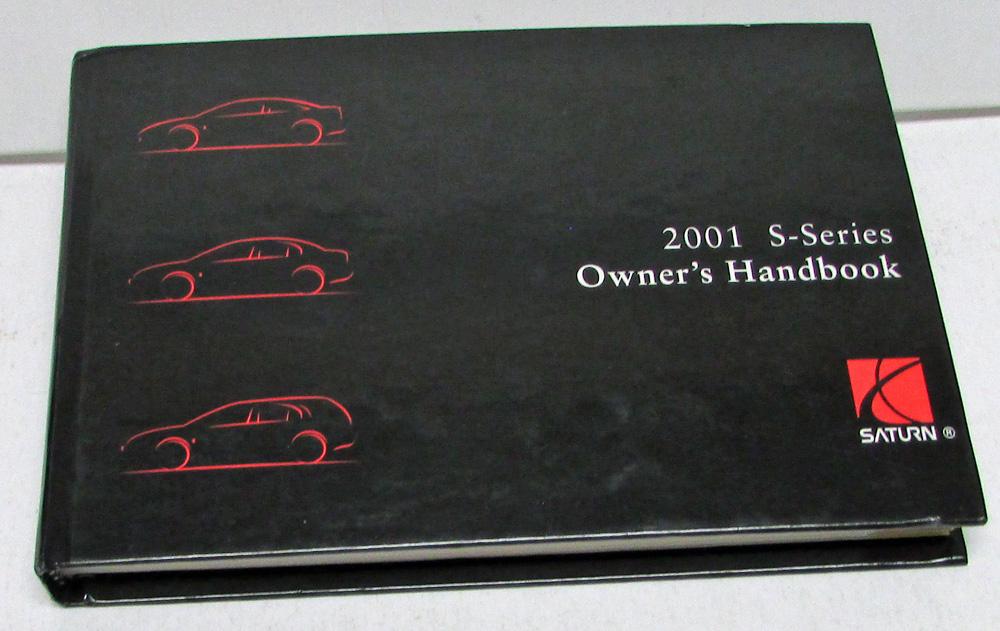 2001 S-Series
Owner's Handbook
SATURN ®